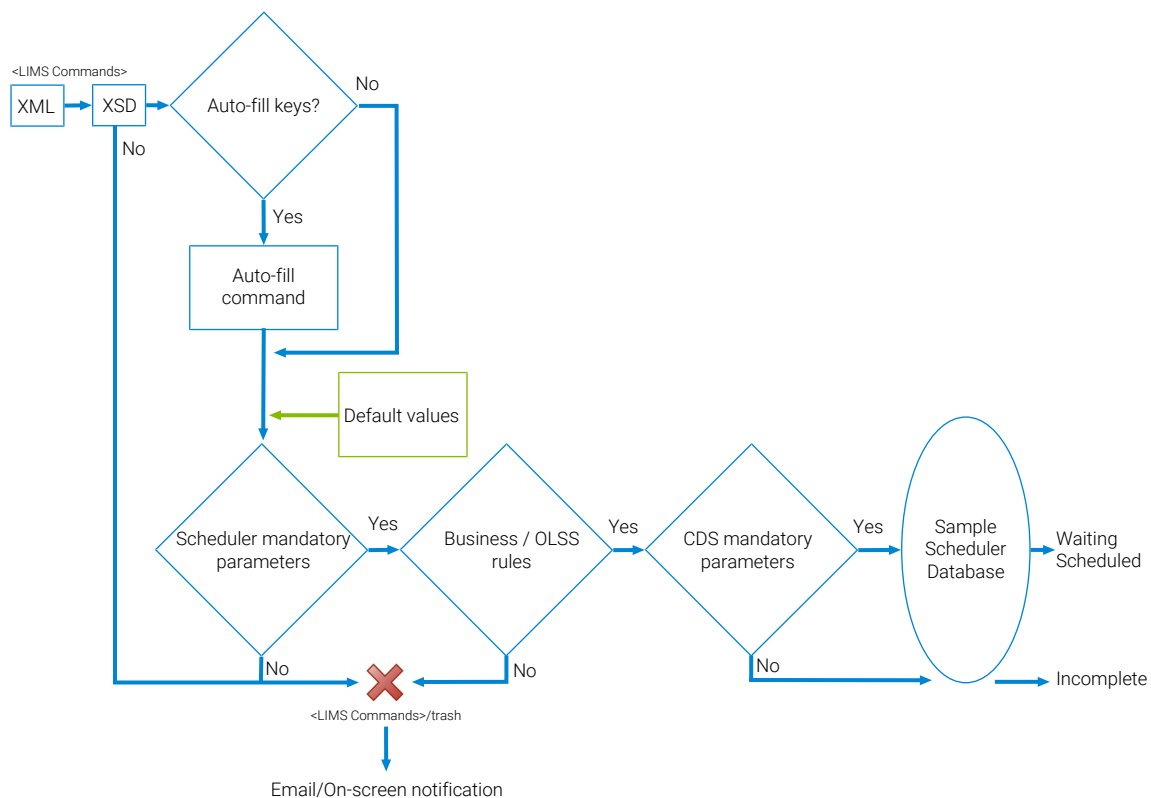 <LIMS Commands>
XML
XSD
Auto-fill keys?
No
No
Yes
Auto-fill
command
Default values
Scheduler mandatory
parameters
Yes
Business / OLSS
rules
Yes
CDS mandatory
parameters
Yes
Sample
Scheduler
Database
Waiting
Scheduled
No
No
No
Incomplete
<LIMS Commands>/trash
Email/On-screen notification